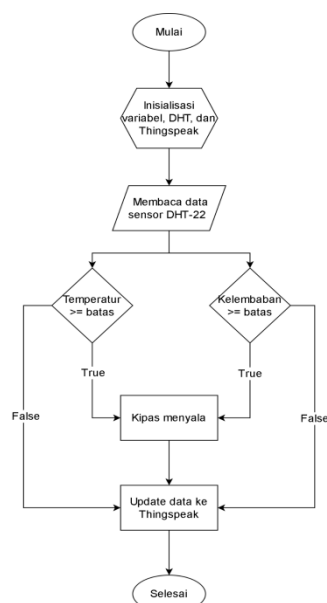 Mulai
Inisialisasi
variabel, DHT, dan
Thingspeak
Membaca data
sensor DHT-22
Temperatur
>= batas
Kelembaban
>= batas
True
True
False
False
Kipas menyala
Update data ke
Thingspeak
Selesai